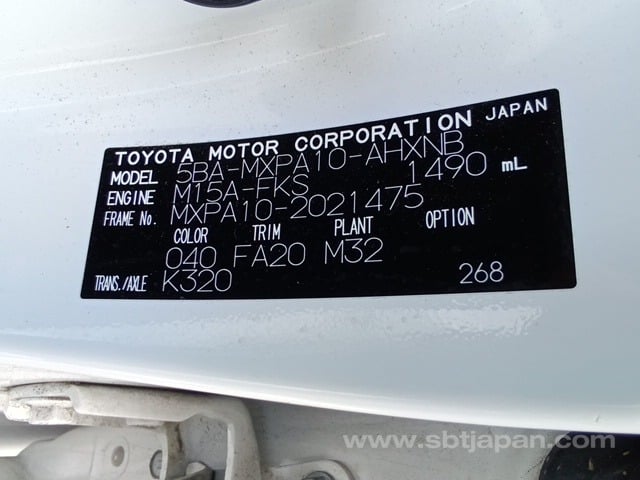 TOYOTA MOTOR CORPORATION JAPAN
MODEL 5BA-MXPA10-AHXNB
ENGINE M15A-FKS 1490 mL
FRAME No. MXPA10-2021475
COLOR TRIM PLANT OPTION
040 FA20 M32
TRANS./AXLE K320 268
www.sbtjapan.com